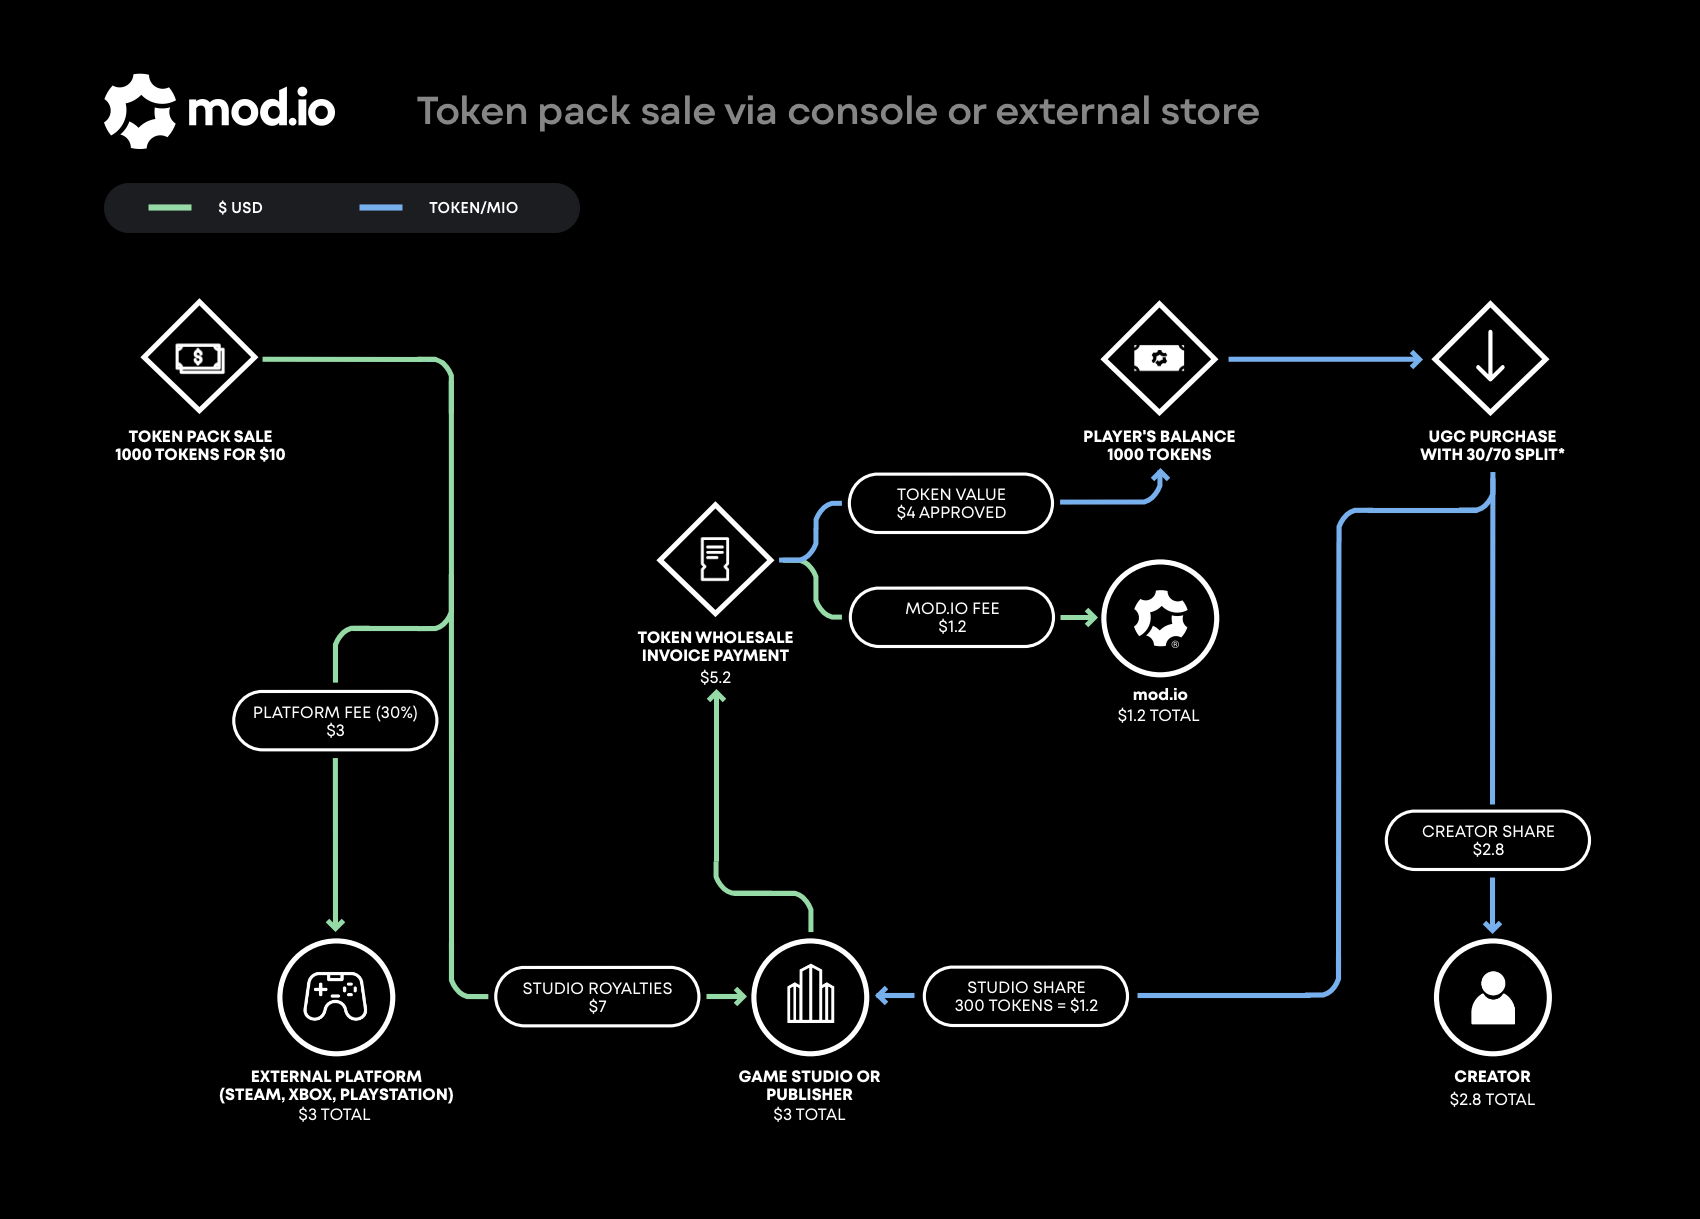 mod.io
Token pack sale via console or external store
$ USD
TOKEN/MIO
$
TOKEN PACK SALE
1000 TOKENS FOR $10
PLAYER'S BALANCE
1000 TOKENS
UGC PURCHASE
WITH 30/70 SPLIT*
TOKEN VALUE
$4 APPROVED
TOKEN WHOLESALE
INVOICE PAYMENT
$5.2
MOD.IO FEE
$1.2
®
mod.io
$1.2 TOTAL
PLATFORM FEE (30%)
$3
CREATOR SHARE
$2.8
STUDIO ROYALTIES
$7
STUDIO SHARE
300 TOKENS = $1.2
EXTERNAL PLATFORM
(STEAM, XBOX, PLAYSTATION)
$3 TOTAL
GAME STUDIO OR
PUBLISHER
$3 TOTAL
CREATOR
$2.8 TOTAL